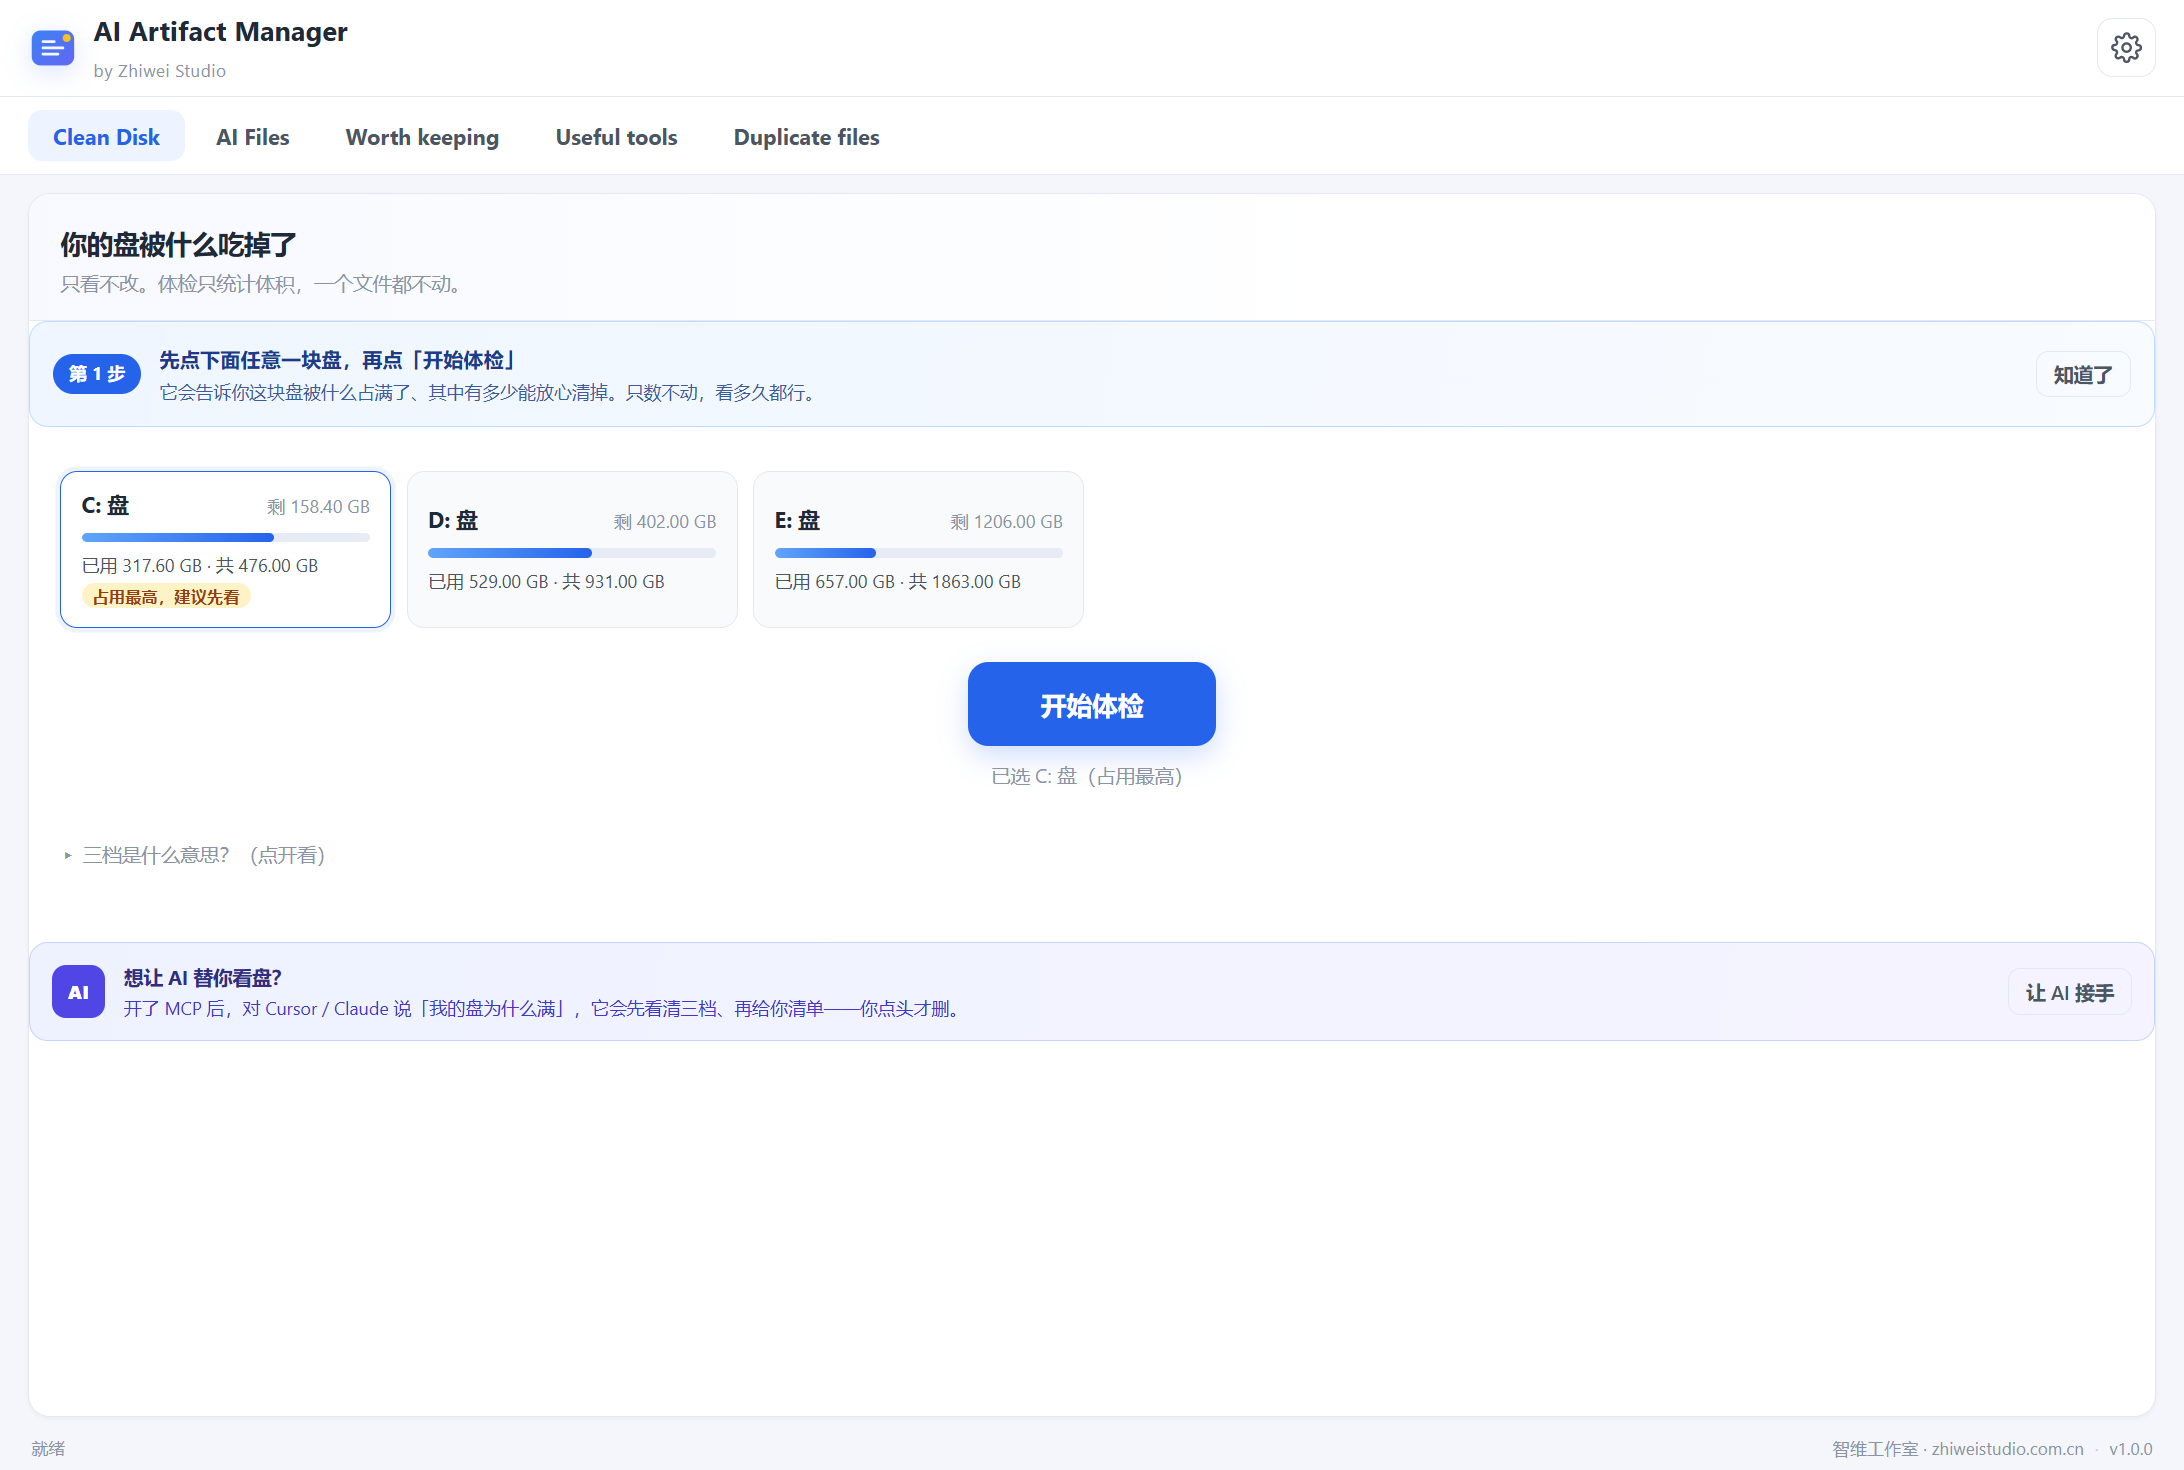 AI Artifact Manager
by Zhiwei Studio
Clean Disk
AI Files
Worth keeping
Useful tools
Duplicate files
你的盘被什么吃掉了
只看不改。体检只统计体积，一个文件都不动。
第 1 步
先点下面任意一块盘，再点「开始体检」
它会告诉你这块盘被什么占满了、其中有多少能放心清掉。只数不动，看多久都行。
知道了
C: 盘
剩 158.40 GB
已用 317.60 GB · 共 476.00 GB
占用最高，建议先看
D: 盘
剩 402.00 GB
已用 529.00 GB · 共 931.00 GB
E: 盘
剩 1206.00 GB
已用 657.00 GB · 共 1863.00 GB
开始体检
已选 C: 盘（占用最高）
三档是什么意思？（点开看）
AI
想让 AI 替你看盘？
开了 MCP 后，对 Cursor / Claude 说「我的盘为什么满」，它会先看清三档、再给你清单——你点头才删。
让 AI 接手
就绪
智维工作室 · zhiweistudio.com.cn · v1.0.0